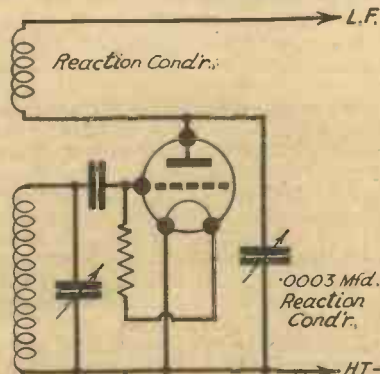 L.F.
Reaction Cond'r.
.0003 Mfd.
Reaction
Cond'r.
HT-